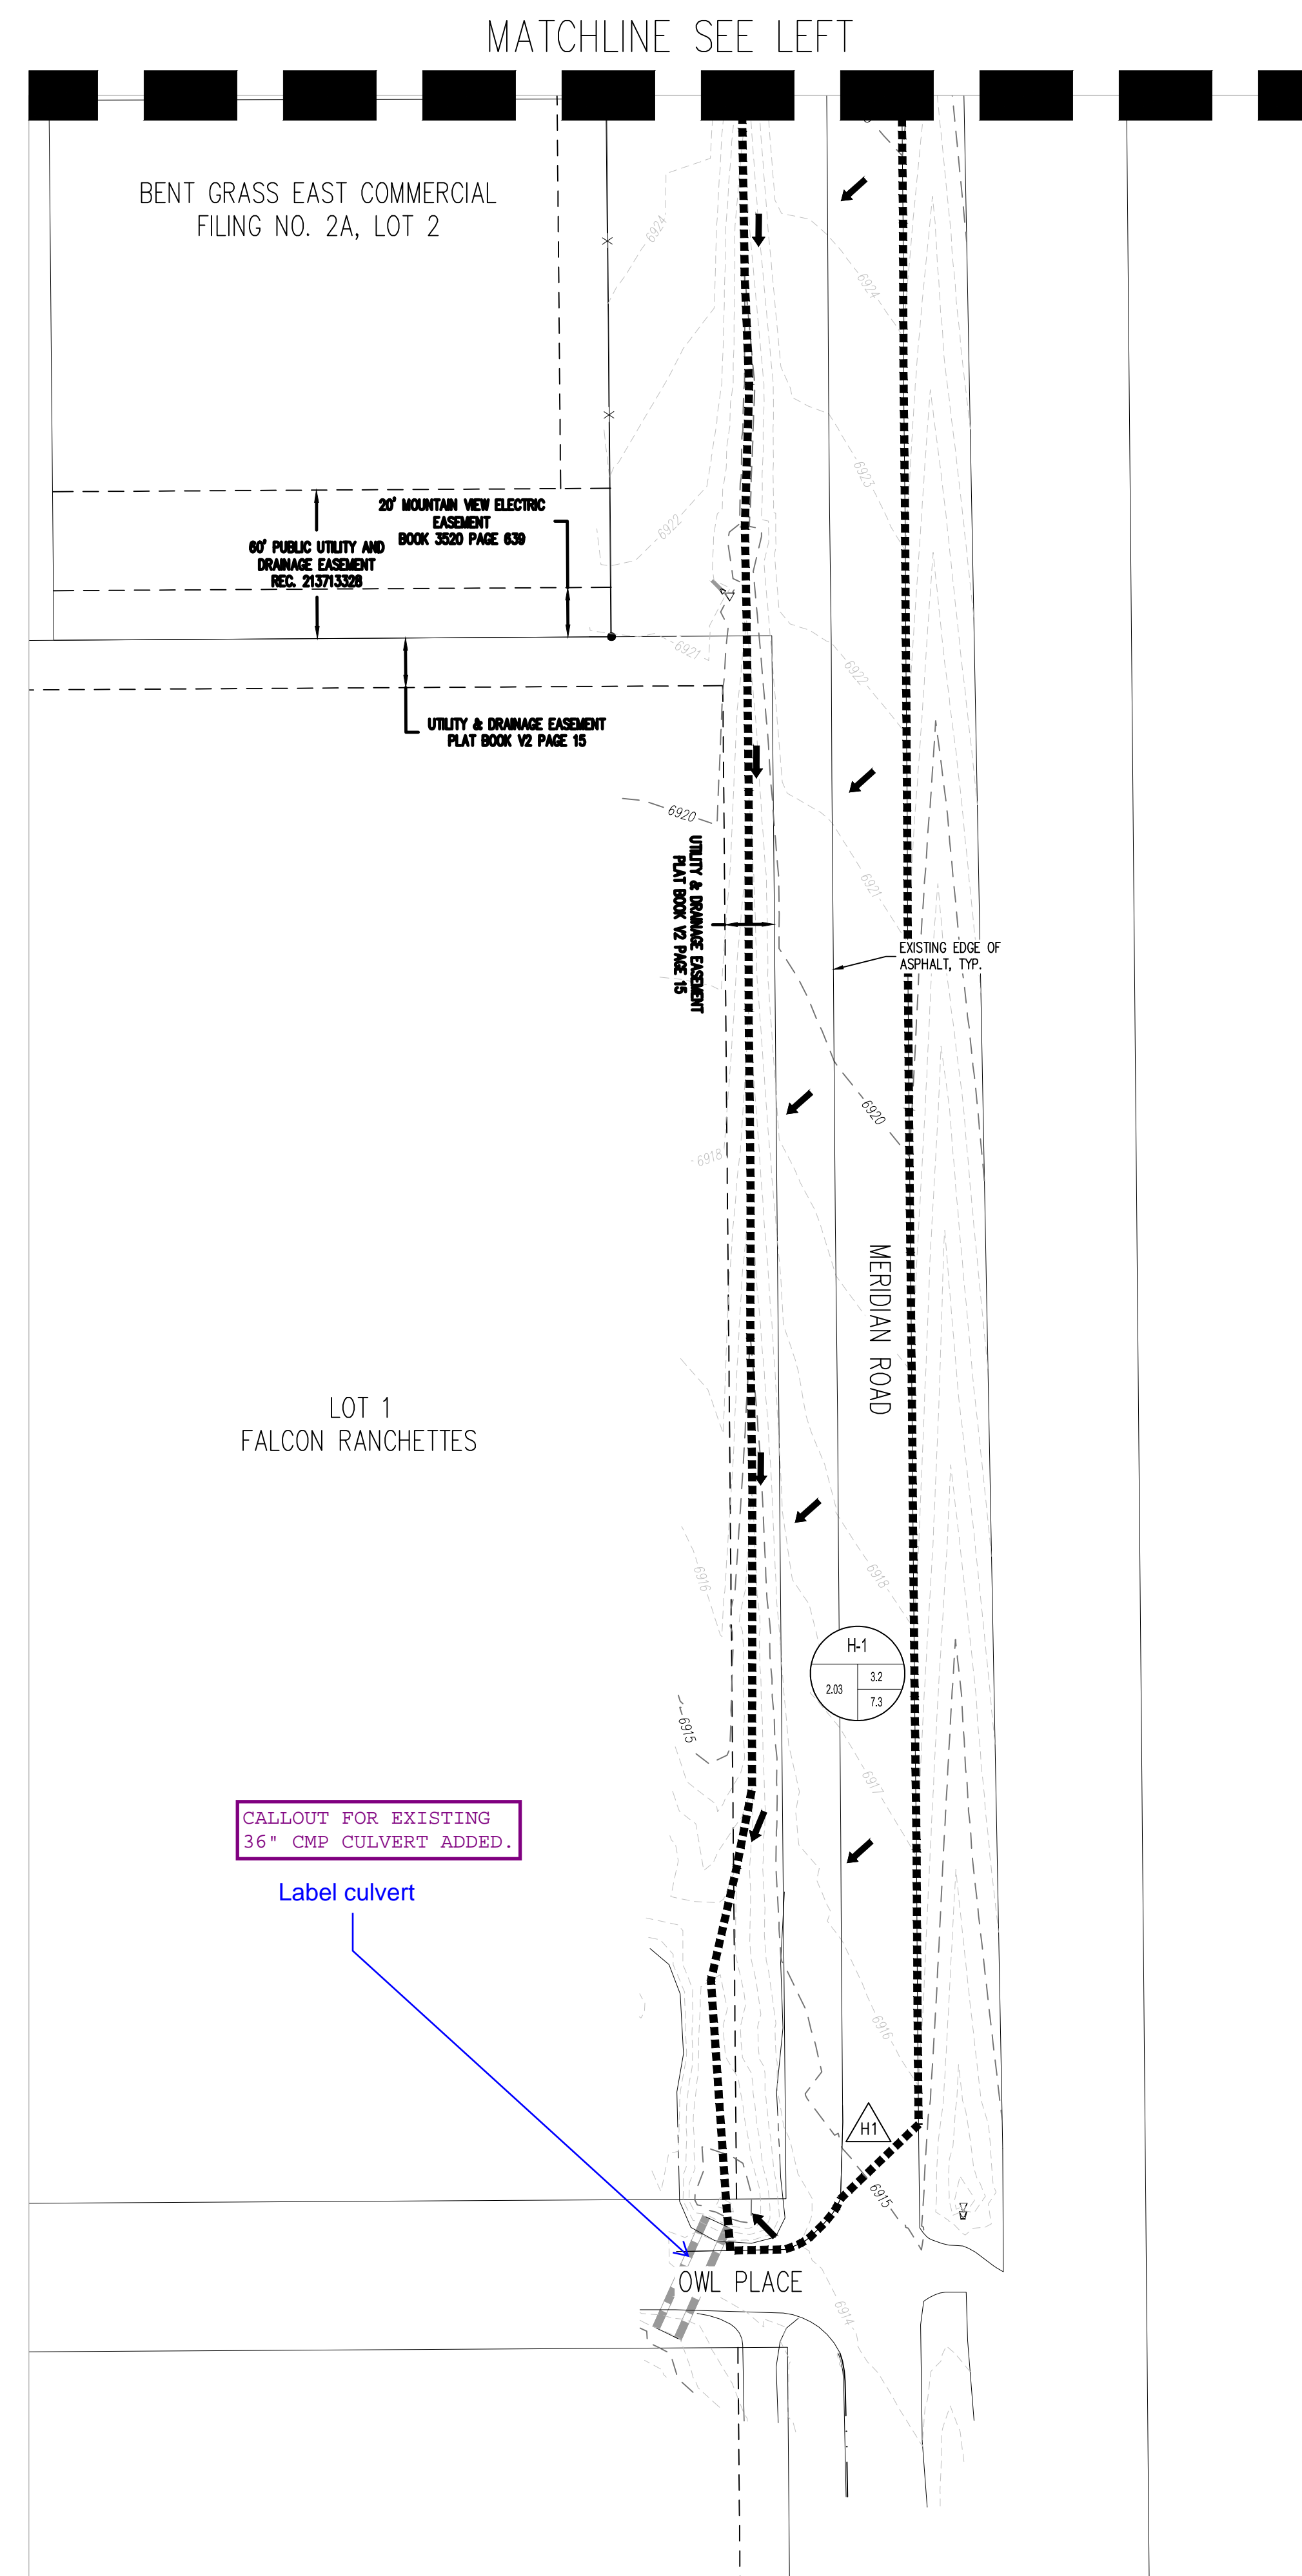 MATCHLINE SEE LEFT
BENT GRASS EAST COMMERCIAL
FILING NO. 2A, LOT 2
6924
6924
6923
20' MOUNTAIN VIEW ELECTRIC
EASEMENT
BOOK 3520 PAGE 639
6922
60' PUBLIC UTILITY AND
DRAINAGE EASEMENT
REC. 213713328
6921
6922
UTILITY & DRAINAGE EASEMENT
PLAT BOOK V2 PAGE 15
6920
UTILITY & DRAINAGE EASEMENT
PLAT BOOK V2 PAGE 15
6921
EXISTING EDGE OF
ASPHALT, TYP.
6920
6918
MERIDIAN ROAD
LOT 1
FALCON RANCHETTES
6916
6918
H-1
2.03
3.2
7.3
6915
6917
CALLOUT FOR EXISTING
36" CMP CULVERT ADDED.
Label culvert
6916
H1
6915
OWL PLACE
6914